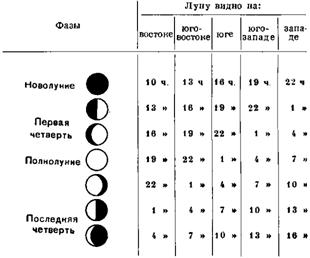 Фазы
Луну видно на:
востоке
юго-
востоке
юге
юго-
западе
запа-
де
Новолуние 10 ч. 13 ч 16 ч. 19 ч 22 ч
13 » 16 » 19 » 22 » 1 »
Первая
четверть 16 » 19 » 22 » 1 » 4 »
Полнолуние 19 » 22 » 1 » 4 » 7 »
22 » 1 » 4 » 7 » 10 »
1 » 4 » 7 » 10 » 13 »
Последняя
четверть 4 » 7 » 10 » 13 » 16 »